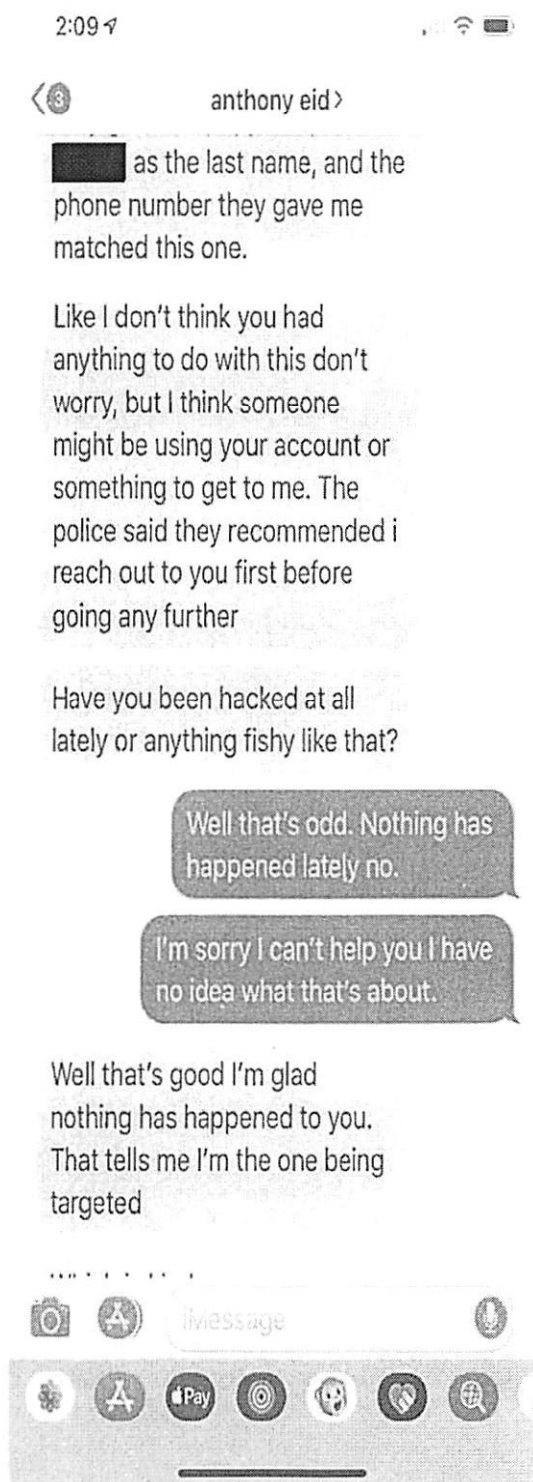 2:09
3
anthony eid >
as the last name, and the
phone number they gave me
matched this one.
Like I don't think you had
anything to do with this don't
worry, but I think someone
might be using your account or
something to get to me. The
police said they recommended i
reach out to you first before
going any further
Have you been hacked at all
lately or anything fishy like that?
Well that's odd. Nothing has
happened lately no.
I'm sorry I can't help you I have
no idea what that's about.
Well that's good I'm glad
nothing has happened to you.
That tells me I'm the one being
targeted
iMessage
Pay